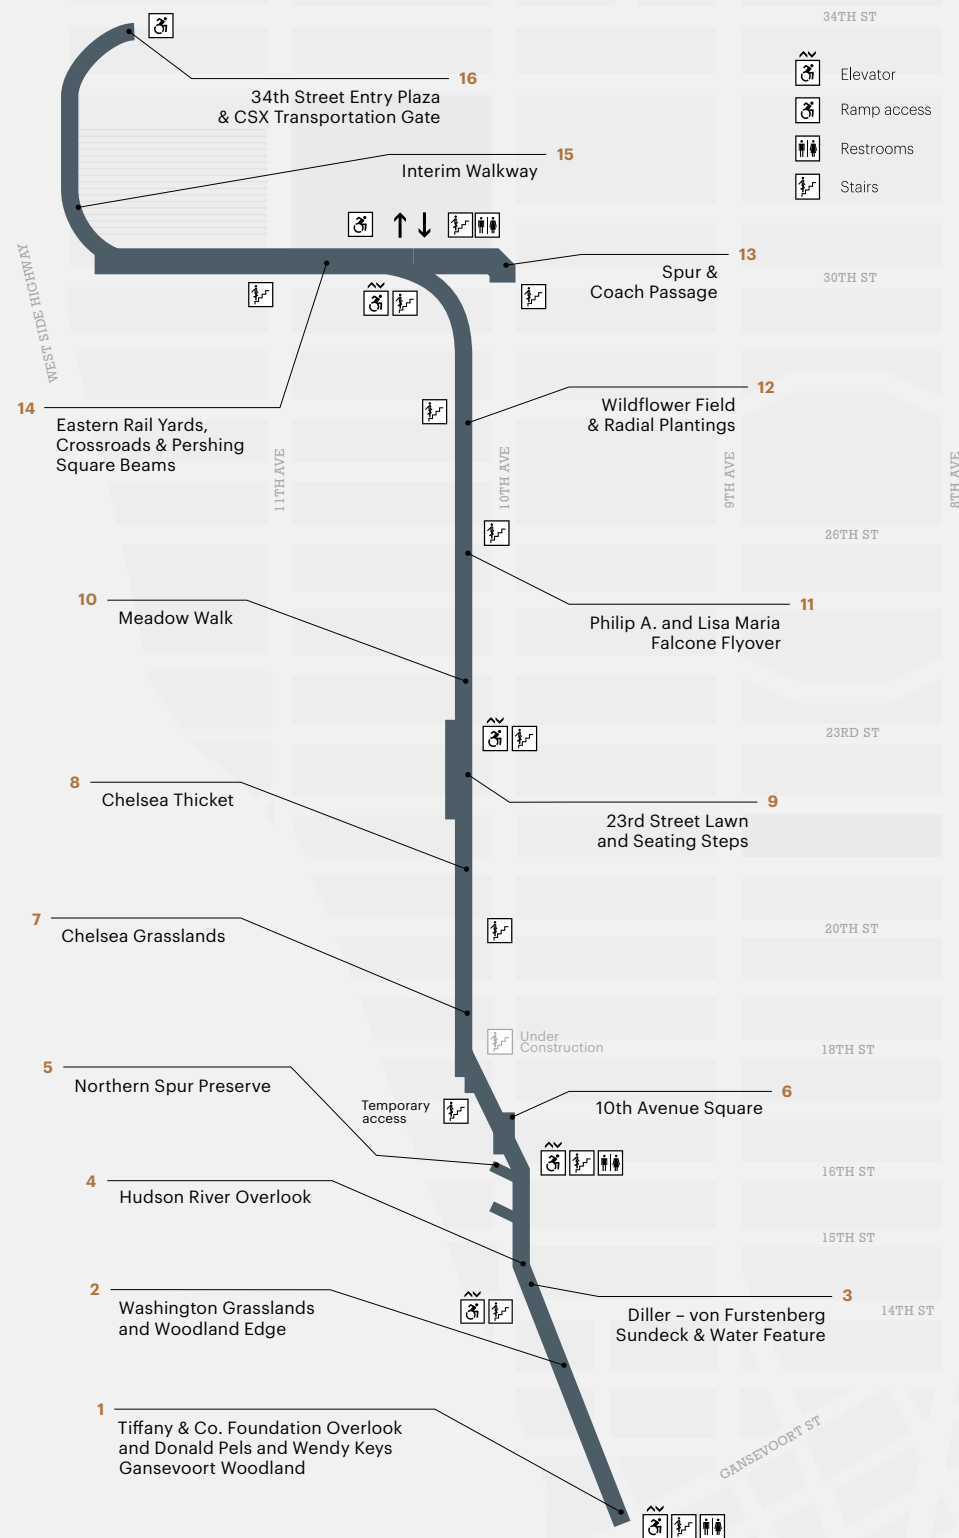 34TH ST
Elevator
Ramp access
Restrooms
Stairs
16
34th Street Entry Plaza
& CSX Transportation Gate
15
Interim Walkway
13
Spur &
Coach Passage
30TH ST
WEST SIDE HIGHWAY
12
Wildflower Field
& Radial Plantings
14
Eastern Rail Yards,
Crossroads & Pershing
Square Beams
11TH AVE
10TH AVE
9TH AVE
8TH AVE
26TH ST
10
Meadow Walk
11
Philip A. and Lisa Maria
Falcone Flyover
23RD ST
8
Chelsea Thicket
9
23rd Street Lawn
and Seating Steps
7
Chelsea Grasslands
20TH ST
Under
Construction
18TH ST
5
Northern Spur Preserve
Temporary
access
6
10th Avenue Square
16TH ST
4
Hudson River Overlook
15TH ST
2
Washington Grasslands
and Woodland Edge
3
Diller – von Furstenberg
Sundeck & Water Feature
14TH ST
1
Tiffany & Co. Foundation Overlook
and Donald Pels and Wendy Keys
Gansevoort Woodland
GANSEVOORT ST